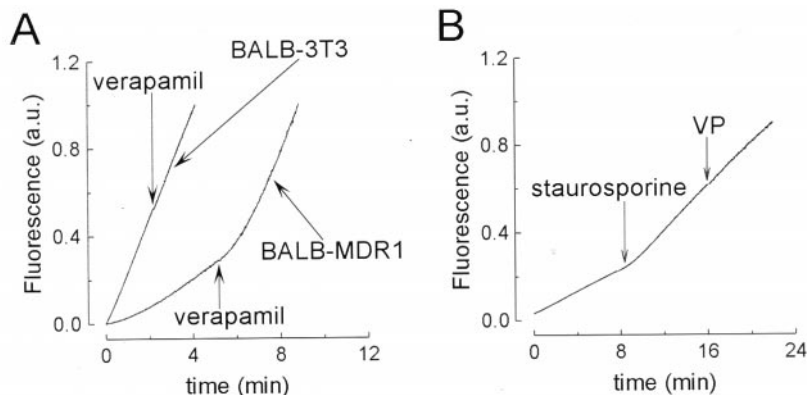 A
BALB-3T3
verapamil
1.2
0.8
0.4
0.0
Fluorescence (a.u.)
BALB-MDR1
verapamil
0 4 8 12
time (min)
B
1.2
0.8
0.4
0.0
Fluorescence (a.u.)
VP
staurosporine
0 8 16 24
time (min)